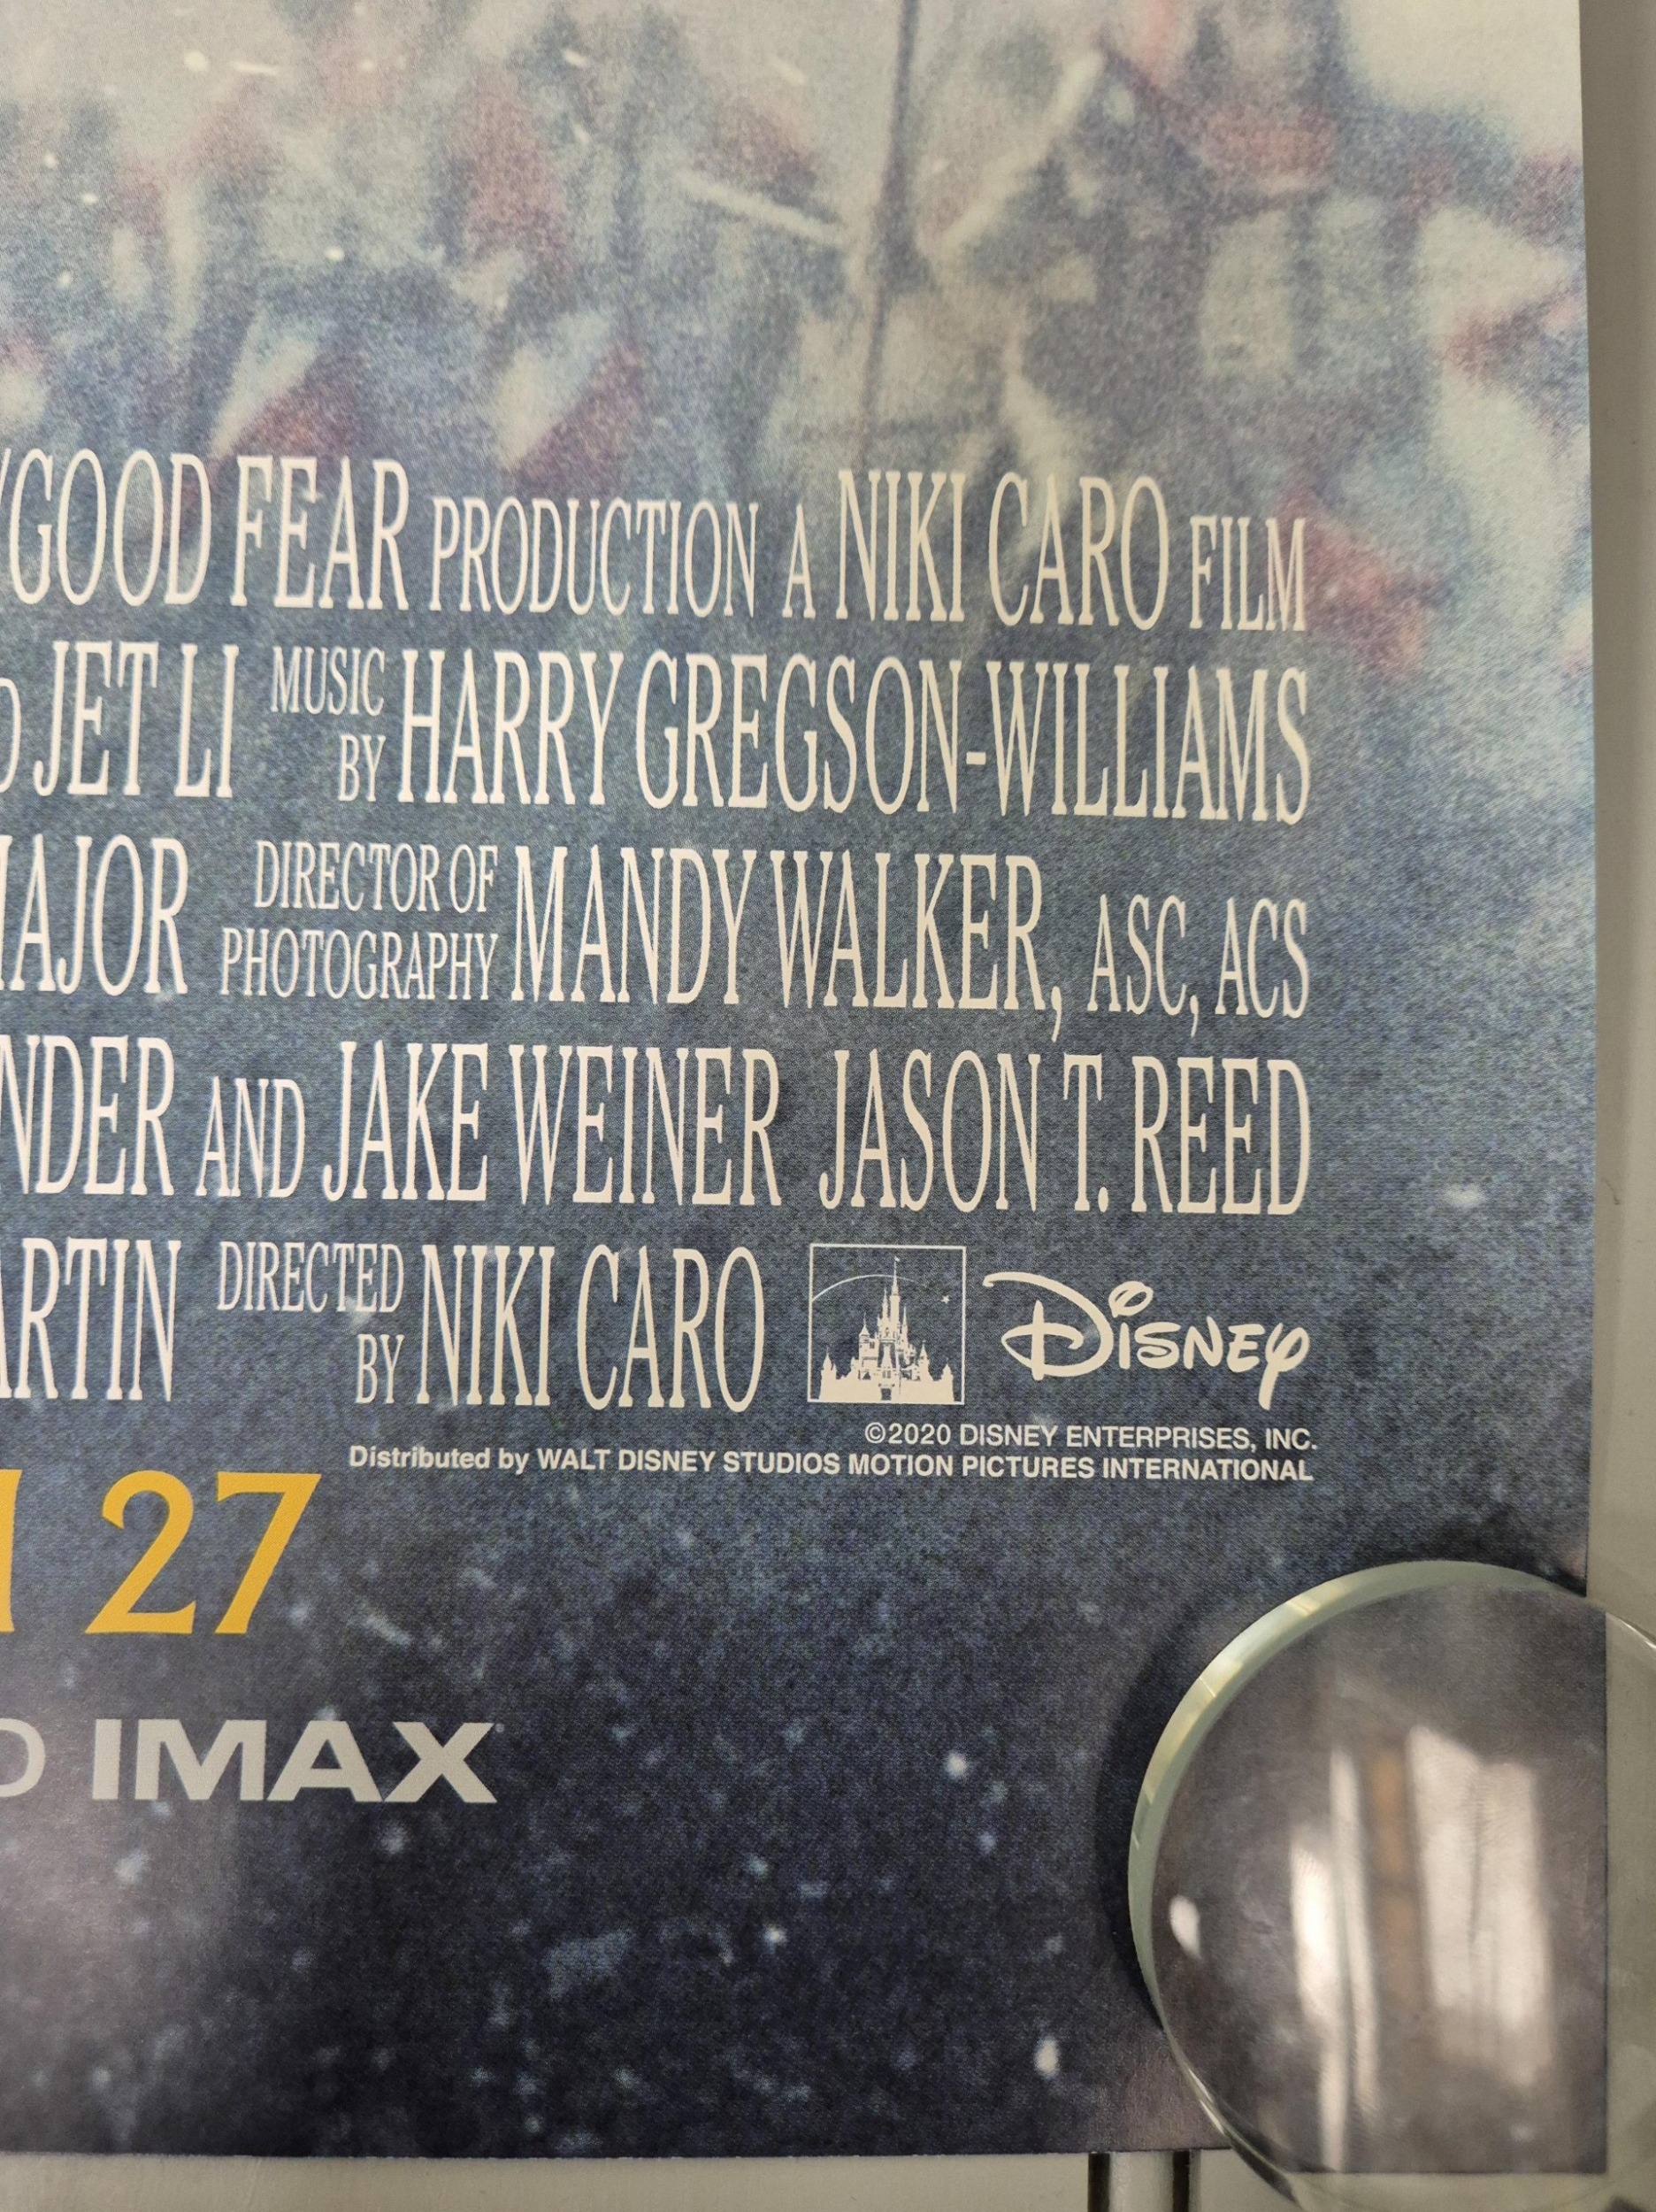 GOOD FEAR PRODUCTION A NIKI CARO FILM
JET LI MUSIC BY HARRY GREGSON-WILLIAMS
AJOR DIRECTOR OF PHOTOGRAPHY MANDY WALKER, ASC, ACS
NDER AND JAKE WEINER JASON T. REED
ARTIN DIRECTED BY NIKI CARO DISNEY
©2020 DISNEY ENTERPRISES, INC.
Distributed by WALT DISNEY STUDIOS MOTION PICTURES INTERNATIONAL
27
D IMAX